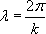 λ = 2π/k